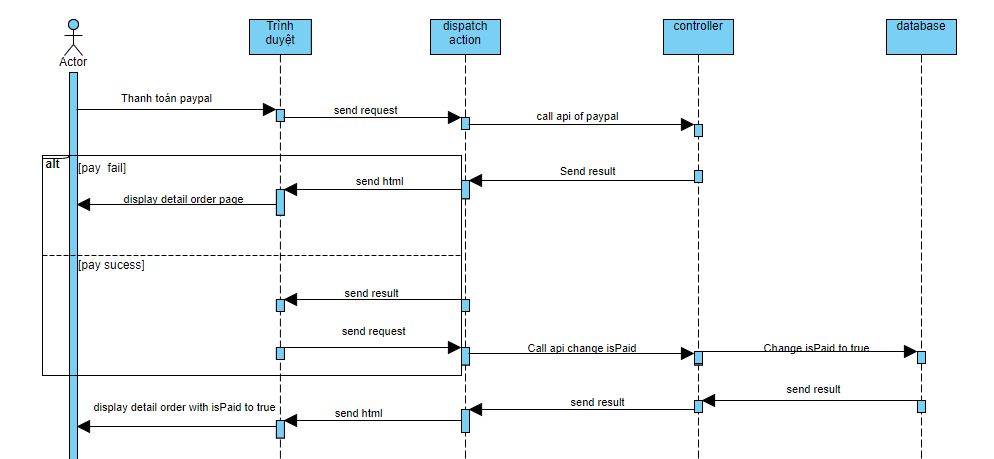 Trình
duyệt
dispatch
action
controller
database
Actor
Thanh toán paypal
send request
call api of paypal
alt
[pay fail]
Send result
send html
display detail order page
[pay sucess]
send result
send request
Call api change isPaid
Change isPaid to true
send result
send result
display detail order with isPaid to true
send html